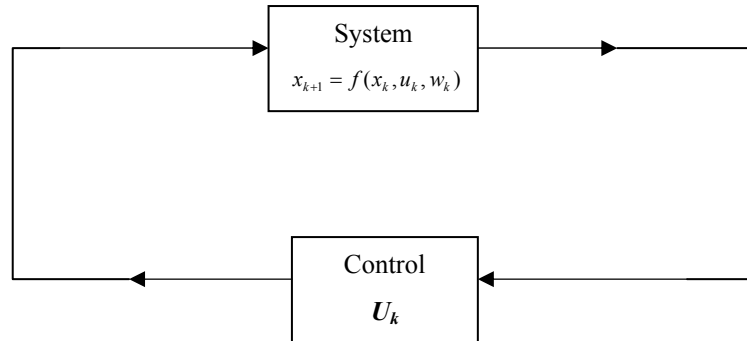 System
x_{k+1} = f(x_k, u_k, w_k)
Control
U_k